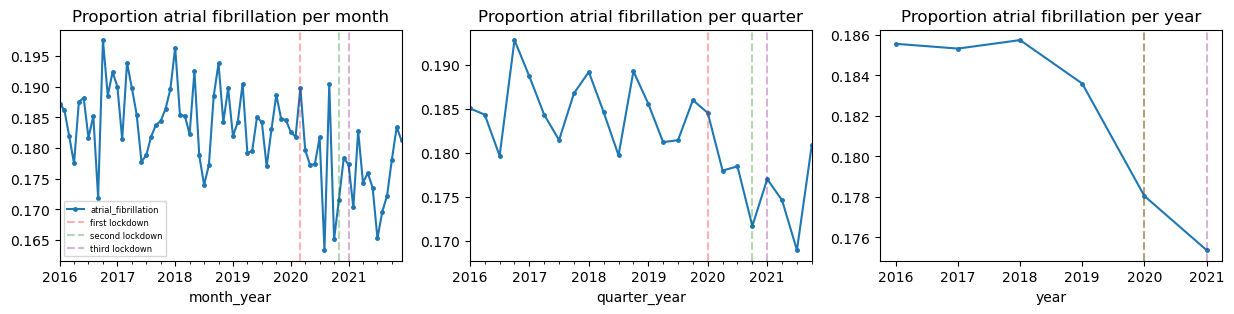 Proportion atrial fibrillation per month
0.195
0.190
0.185
0.180
0.175
0.170
0.165
atrial_fibrillation
first lockdown
second lockdown
third lockdown
2016 2017 2018 2019 2020 2021
month_year
Proportion atrial fibrillation per quarter
0.190
0.185
0.180
0.175
0.170
2016 2017 2018 2019 2020 2021
quarter_year
Proportion atrial fibrillation per year
0.186
0.184
0.182
0.180
0.178
0.176
2016 2017 2018 2019 2020 2021
year